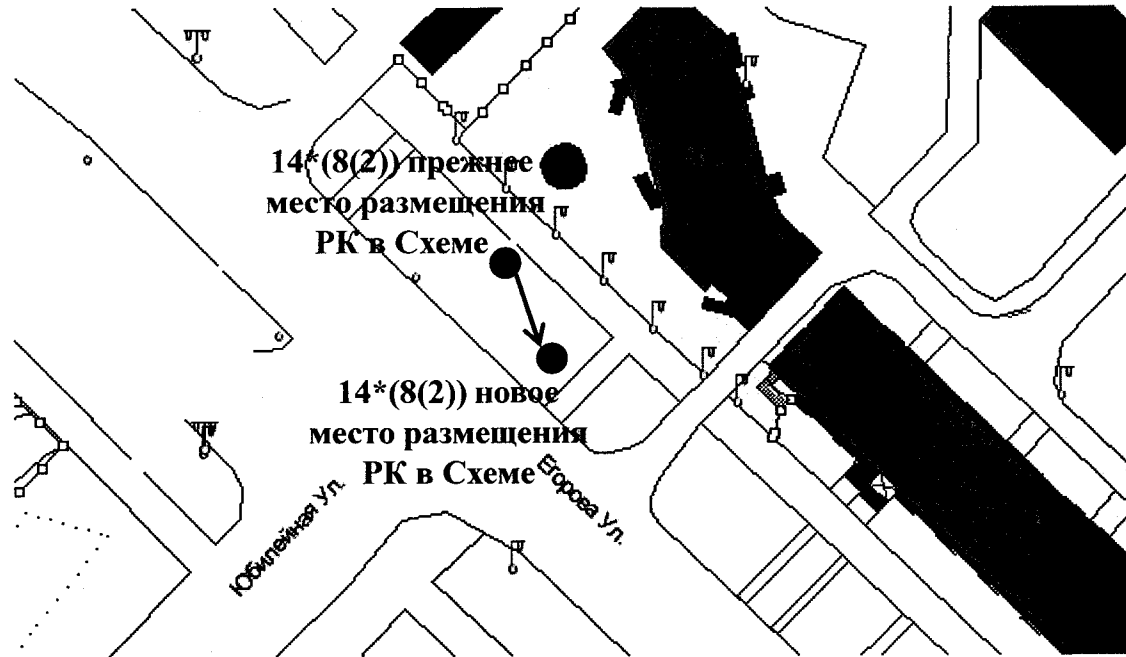 14*(8(2)) прежнее
место размещения
РК в Схеме
14*(8(2)) новое
место размещения
РК в Схеме
Юбилейная Ул.
Егорова Ул.